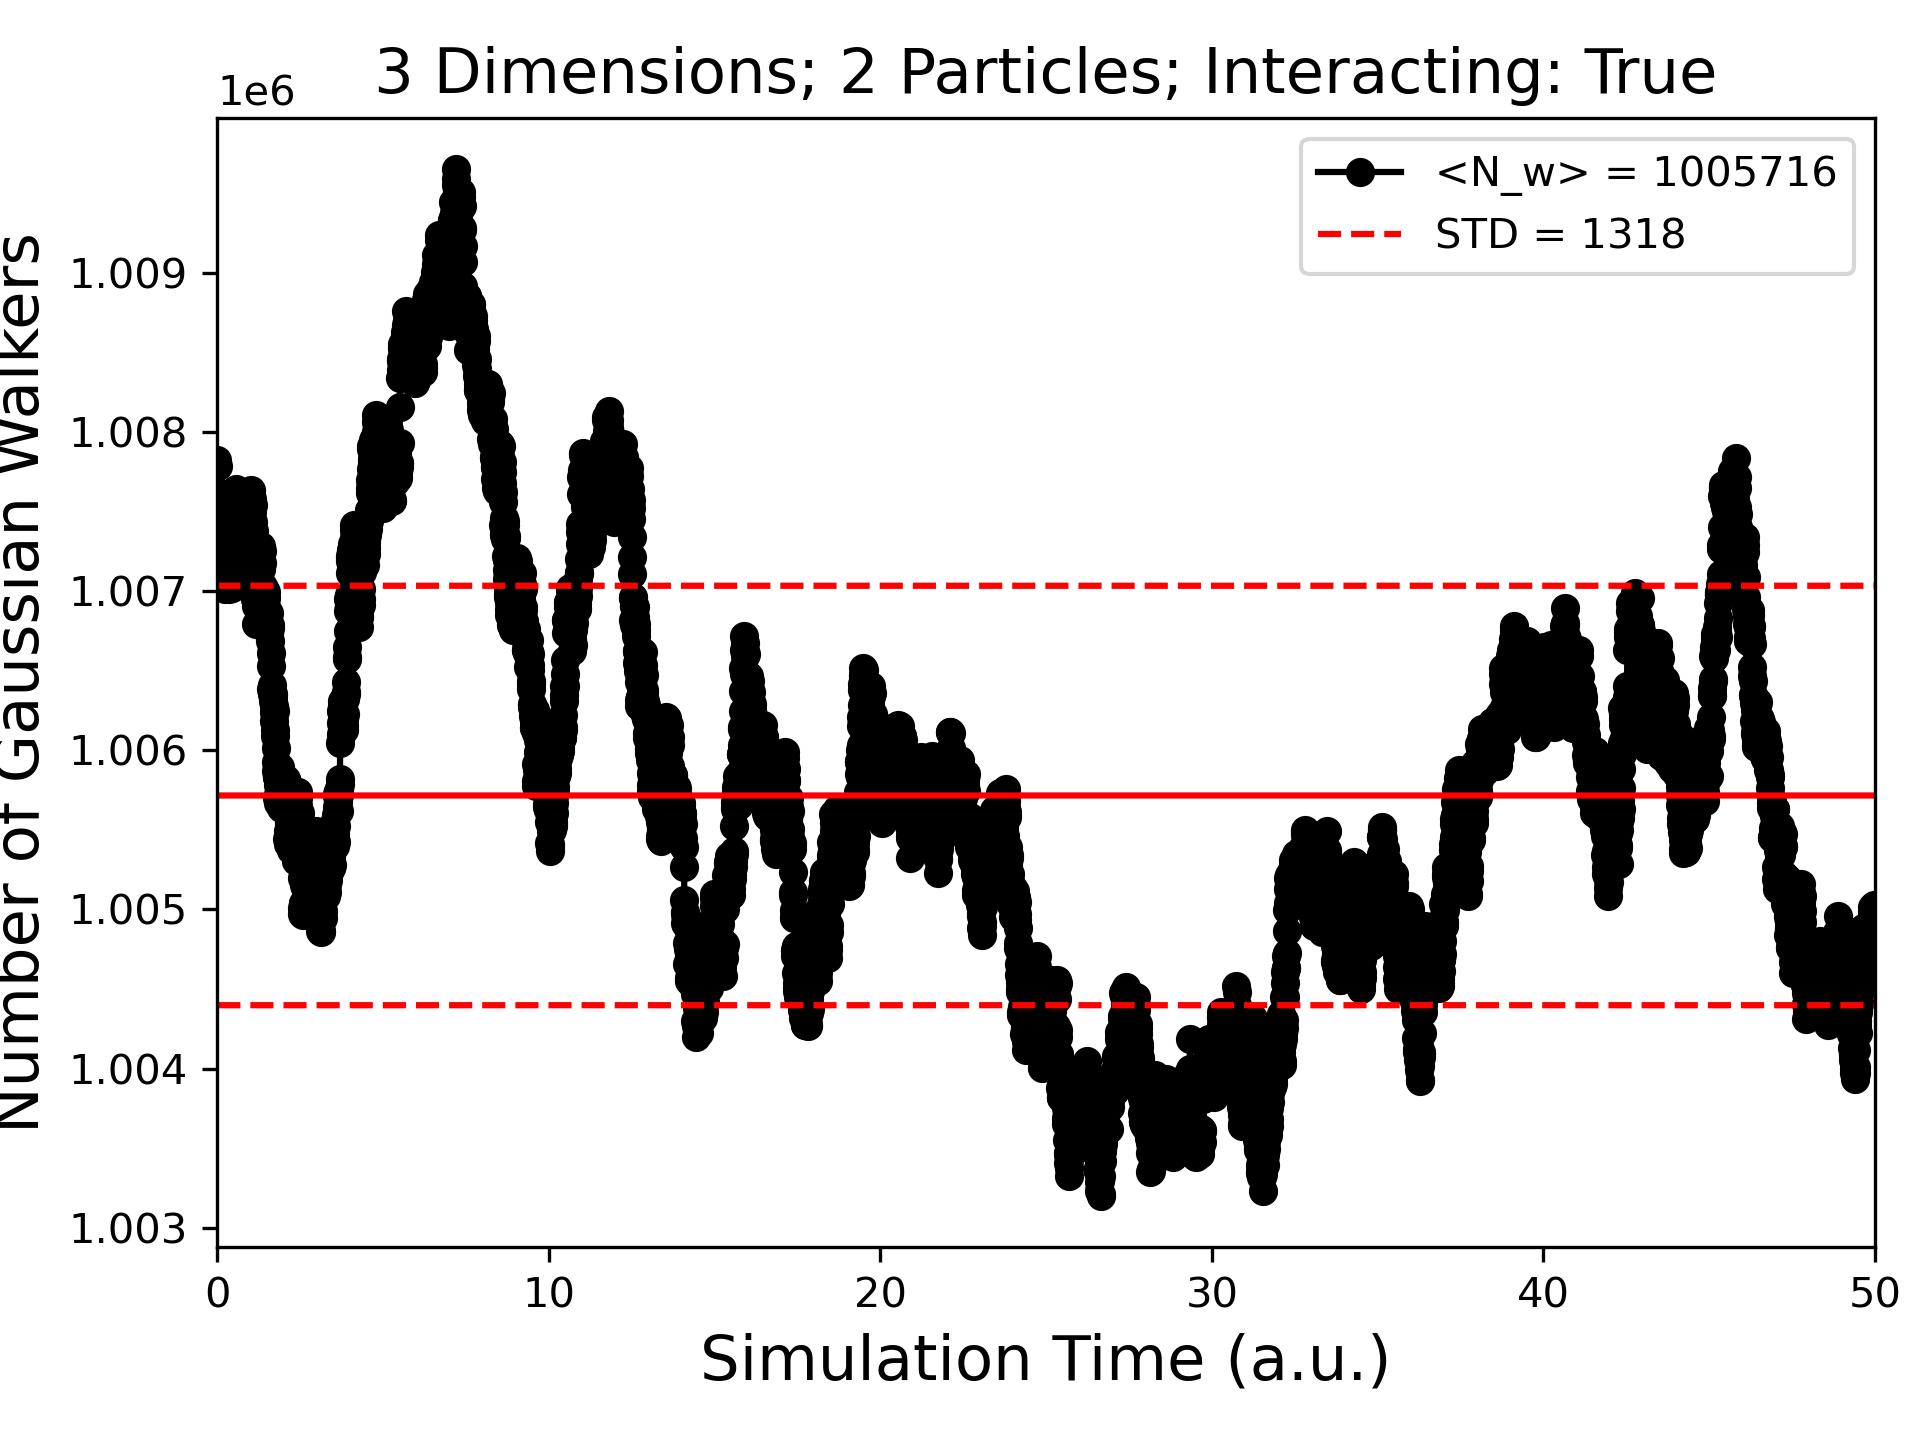 3 Dimensions; 2 Particles; Interacting: True
1e6
<N_w> = 1005716
STD = 1318
Number of Gaussian Walkers
1.009
1.008
1.007
1.006
1.005
1.004
1.003
0 10 20 30 40 50
Simulation Time (a.u.)